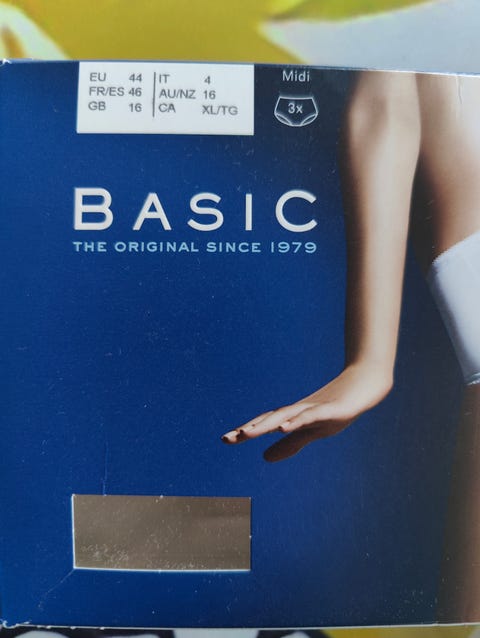 EU 44 IT 4
FR/ES 46 AU/NZ 16
GB 16 CA XL/TG
Midi
3x
BASIC
THE ORIGINAL SINCE 1979